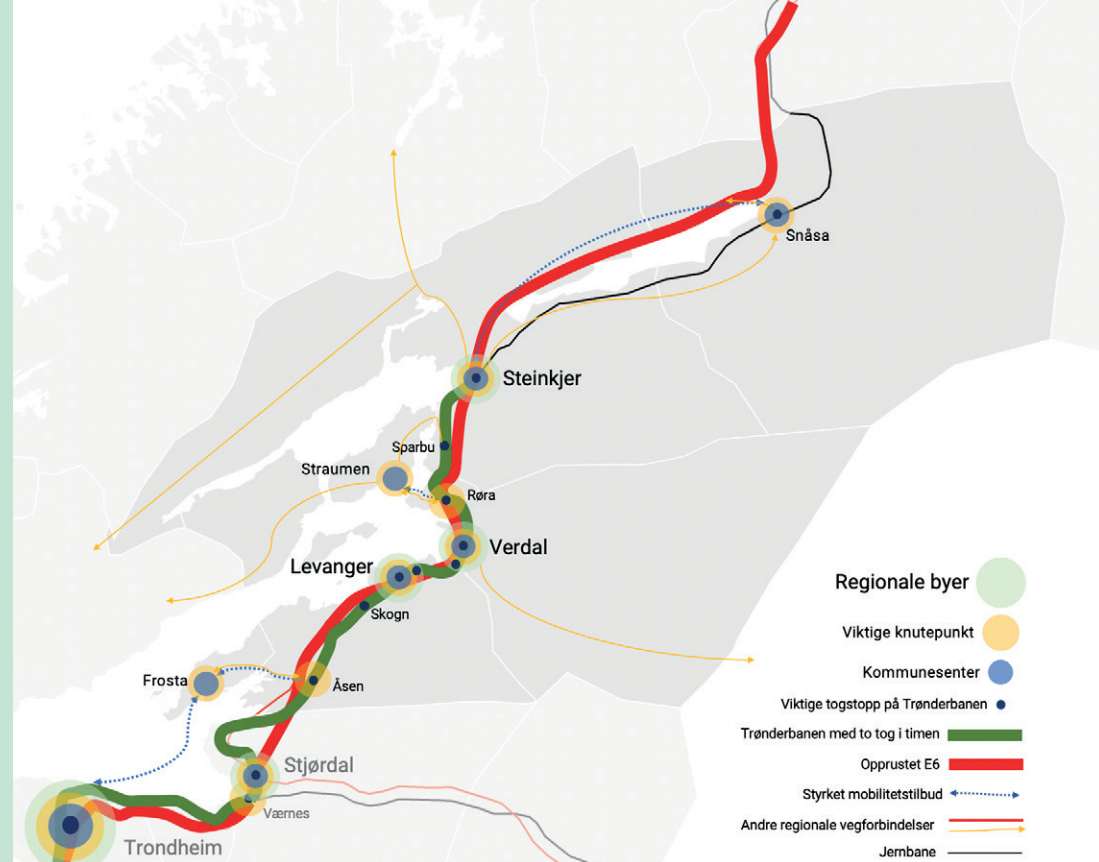 Snåsa
Steinkjer
Sparbu
Straumen
Røra
Verdal
Levanger
Skogn
Frosta
Åsen
Stjørdal
Værnes
Trondheim
Regionale byer
Viktige knutepunkt
Kommunesenter
Viktige togstopp på Trønderbanen
Trønderbanen med to tog i timen
Opprustet E6
Styrket mobilitetstilbud
Andre regionale vegforbindelser
Jernbane